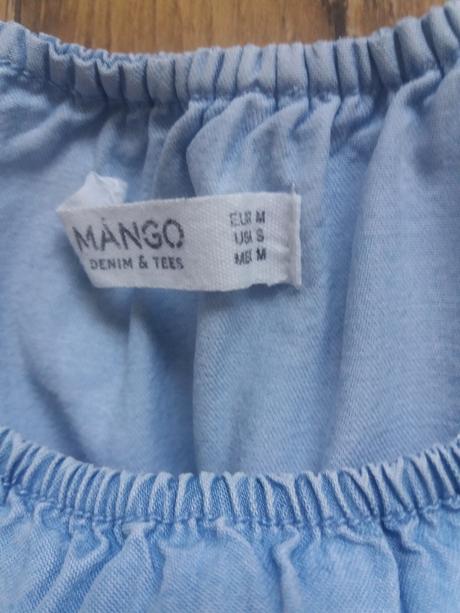 MANGO
DENIM & TEES
EUR M
USA S
MEX M